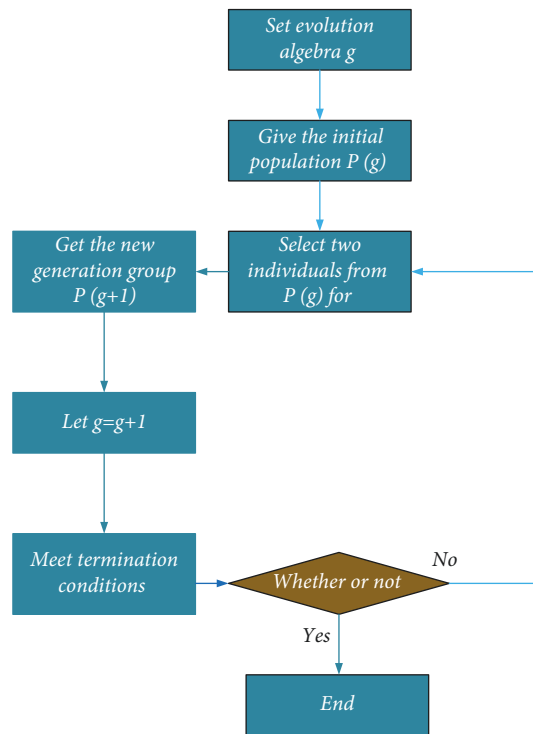 Set evolution
algebra g
Give the initial
population P (g)
Select two
individuals from
P (g) for
Get the new
generation group
P (g+1)
Let g=g+1
Meet termination
conditions
Whether or not
No
Yes
End